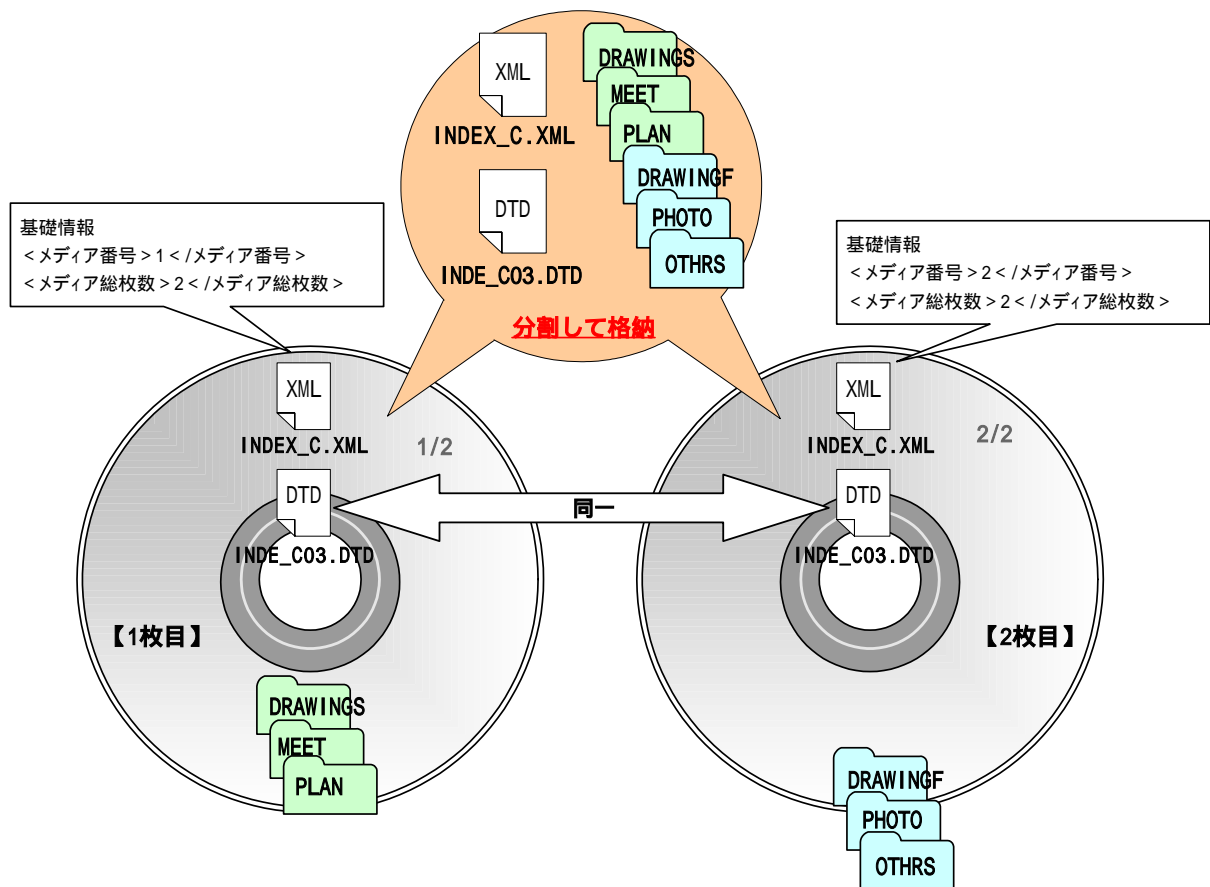 XML
INDEX_C.XML
DTD
INDE_C03.DTD
DRAWINGS
MEET
PLAN
DRAWINGF
PHOTO
OTHRS
分割して格納
基礎情報
<メディア番号>1</メディア番号>
<メディア総枚数>2</メディア総枚数>
基礎情報
<メディア番号>2</メディア番号>
<メディア総枚数>2</メディア総枚数>
XML
INDEX_C.XML
1/2
DTD
INDE_C03.DTD
【1枚目】
DRAWINGS
MEET
PLAN
同一
XML
INDEX_C.XML
2/2
DTD
INDE_C03.DTD
【2枚目】
DRAWINGF
PHOTO
OTHRS